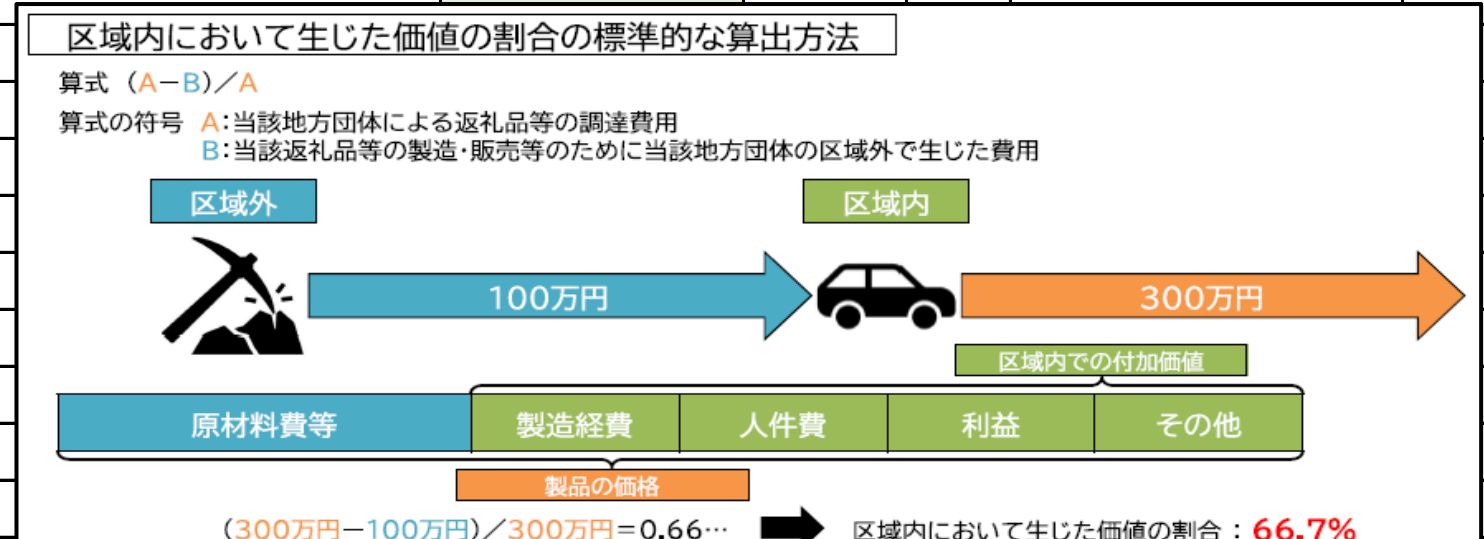 区域内において生じた価値の割合の標準的な算出方法
算式 （A－B）／A
算式の符号 A：当該地方団体による返礼品等の調達費用
B：当該返礼品等の製造・販売等のために当該地方団体の区域外で生じた費用
区域外
区域内
100万円
300万円
区域内での付加価値
原材料費等 製造経費 人件費 利益 その他
製品の価格
（300万円－100万円）／300万円＝0.66… 区域内において生じた価値の割合：66.7%